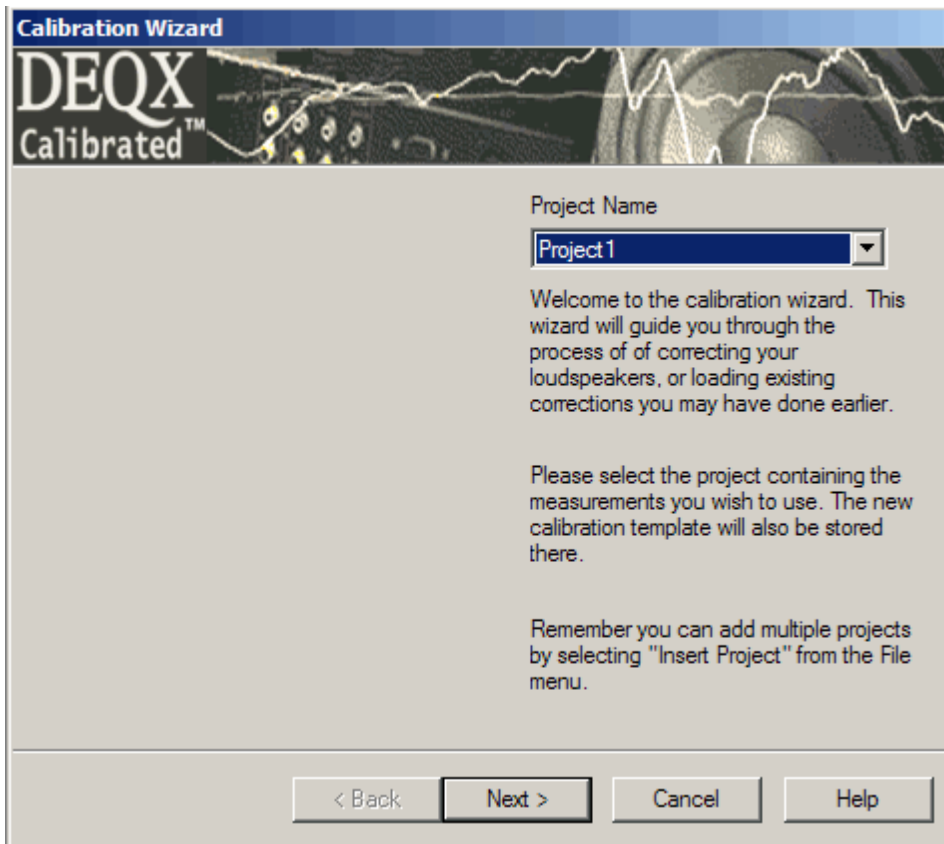 Calibration Wizard
DEQX
Calibrated™
Project Name
Project1
Welcome to the calibration wizard. This
wizard will guide you through the
process of of correcting your
loudspeakers, or loading existing
corrections you may have done earlier.
Please select the project containing the
measurements you wish to use. The new
calibration template will also be stored
there.
Remember you can add multiple projects
by selecting "Insert Project" from the File
menu.
< Back
Next >
Cancel
Help